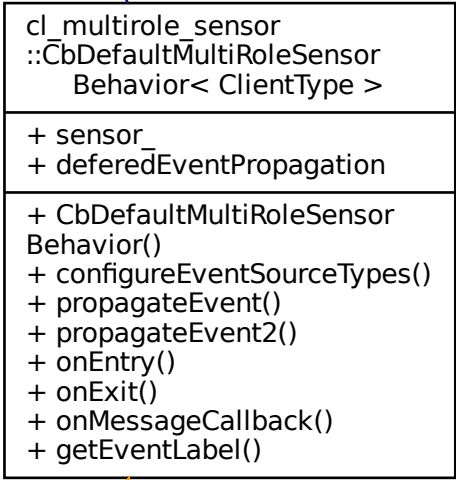 cl_multirole_sensor
::CbDefaultMultiRoleSensor
Behavior< ClientType >
+ sensor_
+ deferedEventPropagation
+ CbDefaultMultiRoleSensor
Behavior()
+ configureEventSourceTypes()
+ propagateEvent()
+ propagateEvent2()
+ onEntry()
+ onExit()
+ onMessageCallback()
+ getEventLabel()